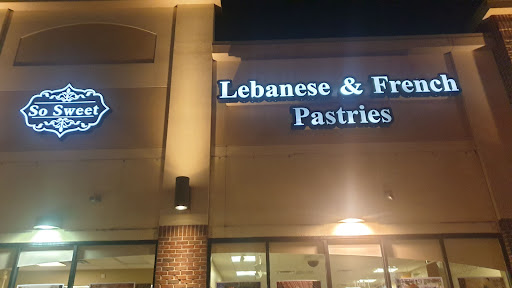 So Sweet
Lebanese & French
Pastries